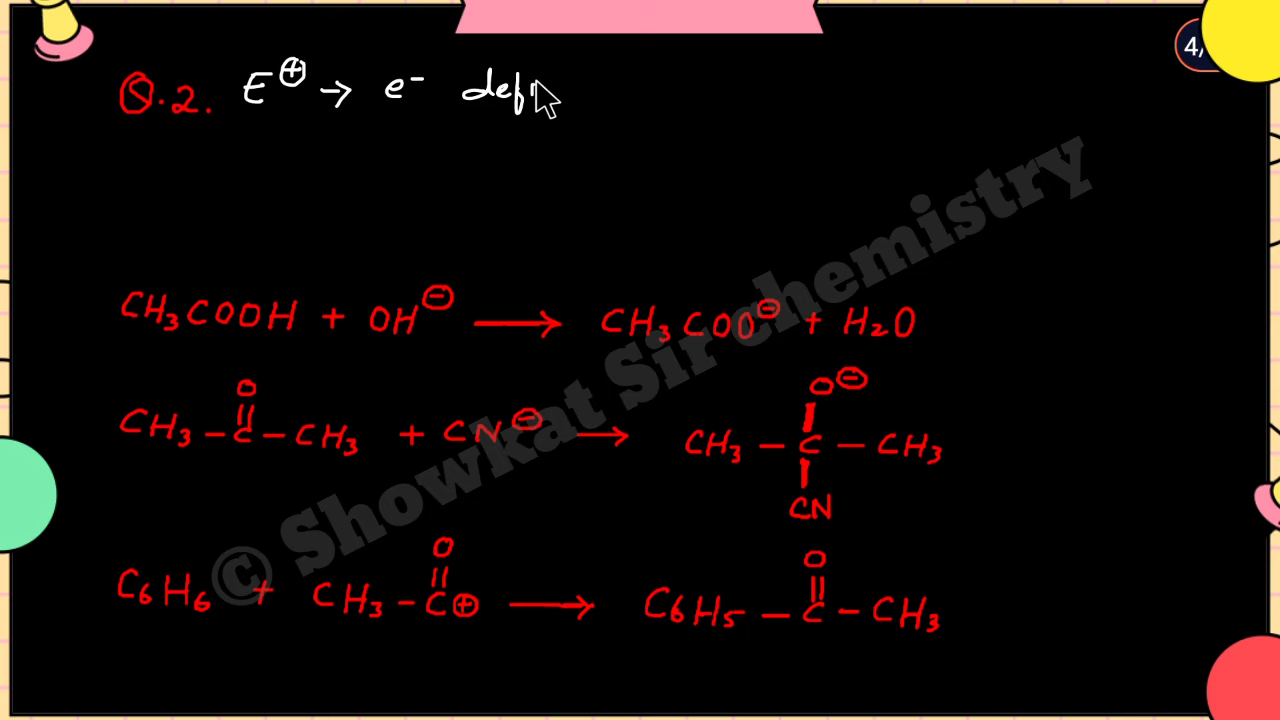 4/
Q.2. E⊕ → e⁻ defi
CH₃COOH + OH⊖ ⟶ CH₃COO⊖ + H₂O
O O⊖
|| |
CH₃ – C – CH₃ + CN⊖ → CH₃ – C – CH₃
|
CN
O O
|| ||
C₆H₆ + CH₃ – C⊕ ⟶ C₆H₅ – C – CH₃
© Showkat Sir chemistry